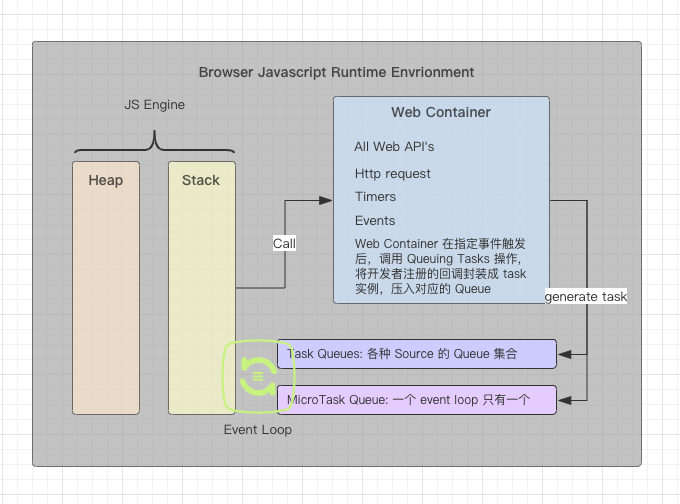 Browser Javascript Runtime Envrionment
JS Engine
Heap
Stack
Call
Web Container
All Web API's
Http request
Timers
Events
Web Container 在指定事件触发
后，调用 Queuing Tasks 操作，
将开发者注册的回调封装成 task
实例，压入对应的 Queue
generate task
Task Queues: 各种 Source 的 Queue 集合
MicroTask Queue: 一个 event loop 只有一个
Event Loop